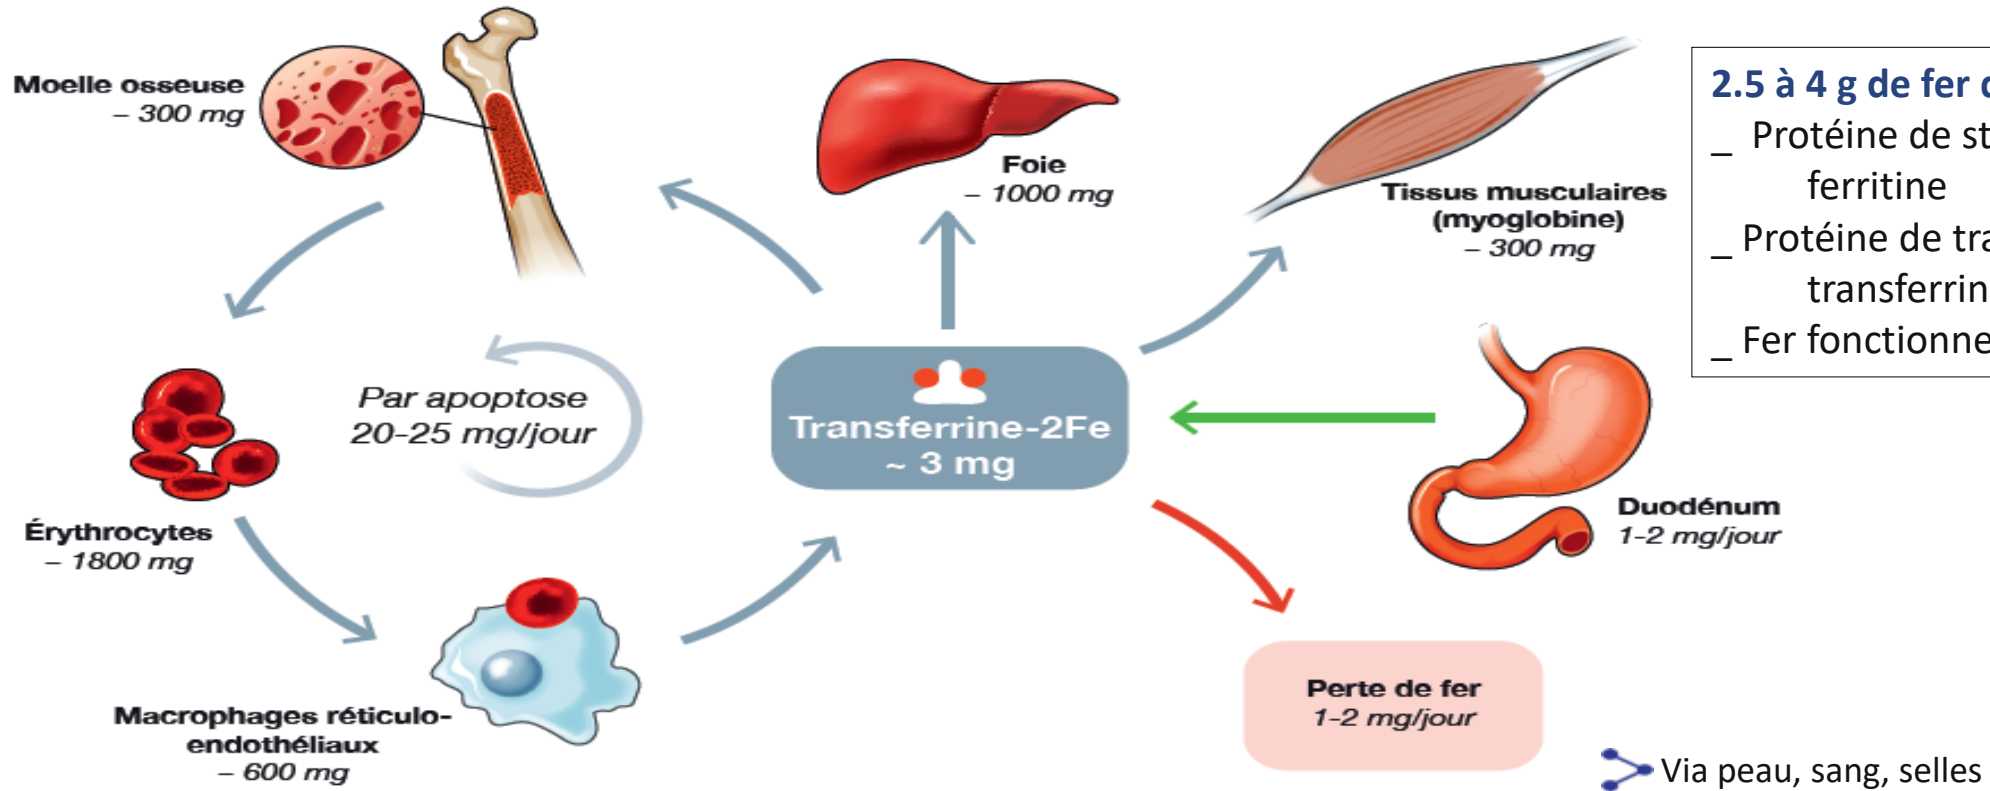 Moelle osseuse
~ 300 mg
Foie
~ 1000 mg
Tissus musculaires
(myoglobine)
~ 300 mg
2.5 à 4 g de fer
_ Protéine de
ferritine
_ Protéine de
_ Fer
Par apoptose
20-25 mg/jour
Transferrine-2Fe
~ 3 mg
Duodénum
1-2 mg/jour
Érythrocytes
~ 1800 mg
Macrophages réticulo-
endothéliaux
~ 600 mg
Perte de fer
1-2 mg/jour
Via peau, sang, selles